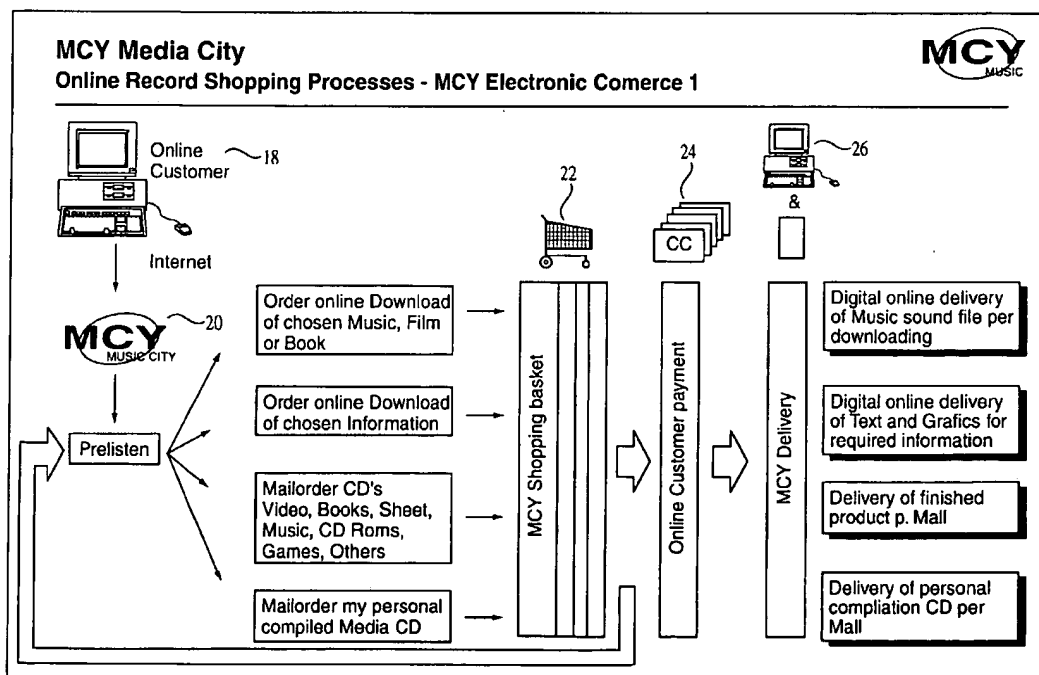 MCY Media City
Online Record Shopping Processes - MCY Electronic Comerce 1
MCY
MUSIC
Online
Customer
18
Internet
MCY
MUSIC CITY
20
Prelisten
Order online Download
of chosen Music, Film
or Book
Order online Download
of chosen Information
Mailorder CD's
Video, Books, Sheet,
Music, CD Roms,
Games, Others
Mailorder my personal
compiled Media CD
22
MCY Shopping basket
24
CC
Online Customer payment
26
&
MCY Delivery
Digital online delivery
of Music sound file per
downloading
Digital online delivery
of Text and Grafics for
required information
Delivery of finished
product p. Mall
Delivery of personal
compliation CD per
Mall